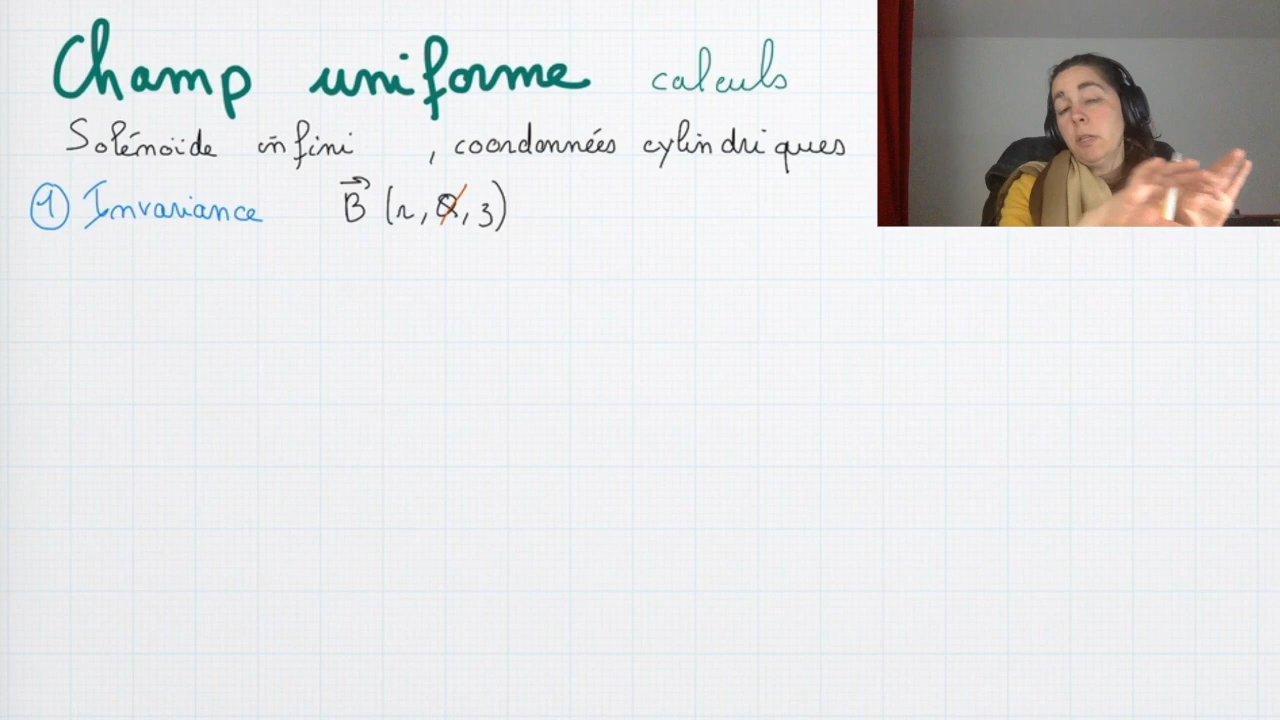 Champ uniforme calculs
Solénoïde infini , coordonnées cylindriques
① Invariance B⃗ (r, θ, z)